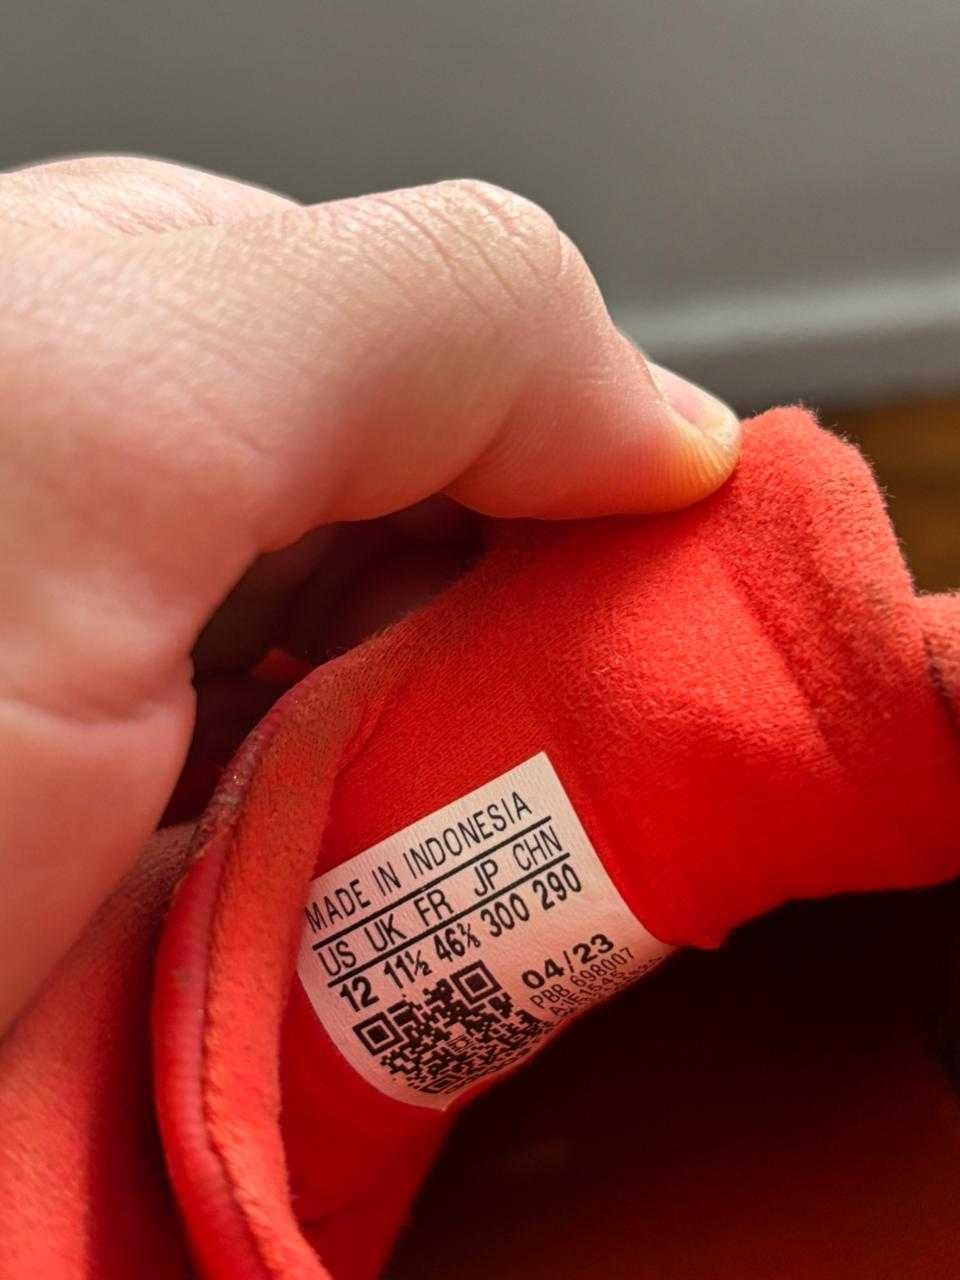 MADE IN INDONESIA
US UK FR JP CHN
12 11½ 46⅔ 300 290
04/23
PBB 698007